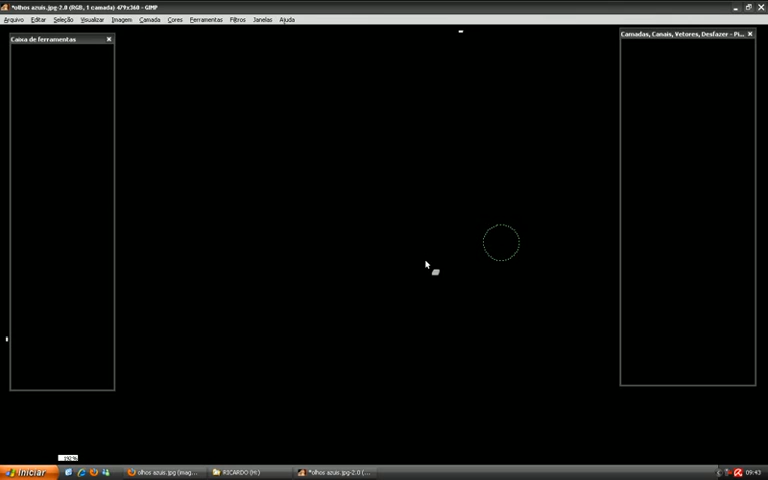 *olhos azuis.jpg-2.0 (RGB, 1 camada) 479x360 – GIMP
Arquivo Editar Seleção Visualizar Imagem Camada Cores Ferramentas Filtros Janelas Ajuda
Caixa de ferramentas
Camadas, Canais, Vetores, Desfazer - Pi...
192%
Iniciar
olhos azuis.jpg (imag...
RICARDO (H:)
*olhos azuis.jpg-2.0 (...
09:43